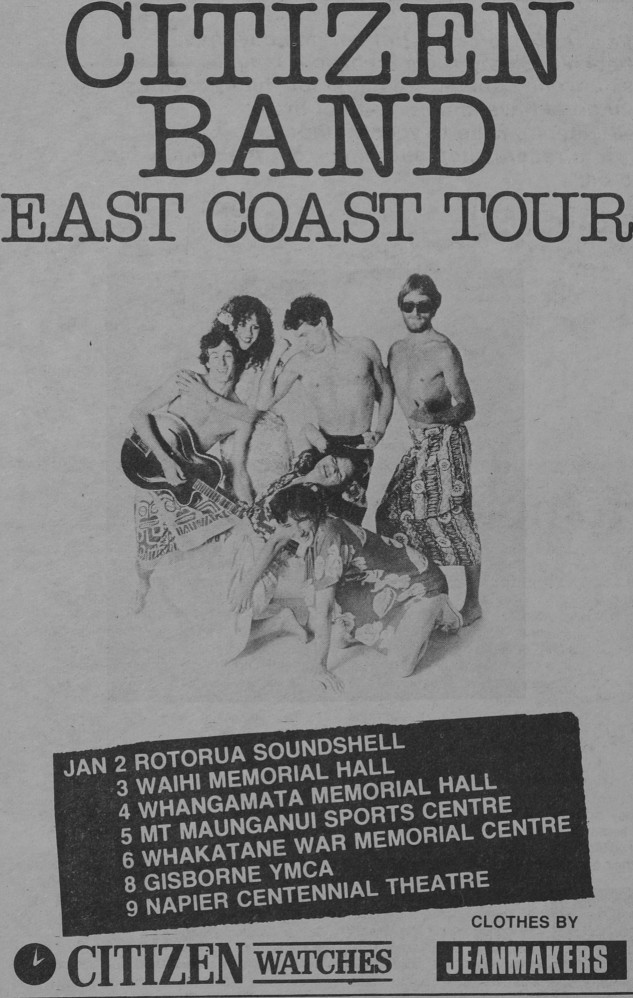 CITIZEN
BAND
EAST COAST TOUR
JAN 2 ROTORUA SOUNDSHELL
3 WAIHI MEMORIAL HALL
4 WHANGAMATA MEMORIAL HALL
5 MT MAUNGANUI SPORTS CENTRE
6 WHAKATANE WAR MEMORIAL CENTRE
8 GISBORNE YMCA
9 NAPIER CENTENNIAL THEATRE
CLOTHES BY
CITIZEN WATCHES
JEANMAKERS